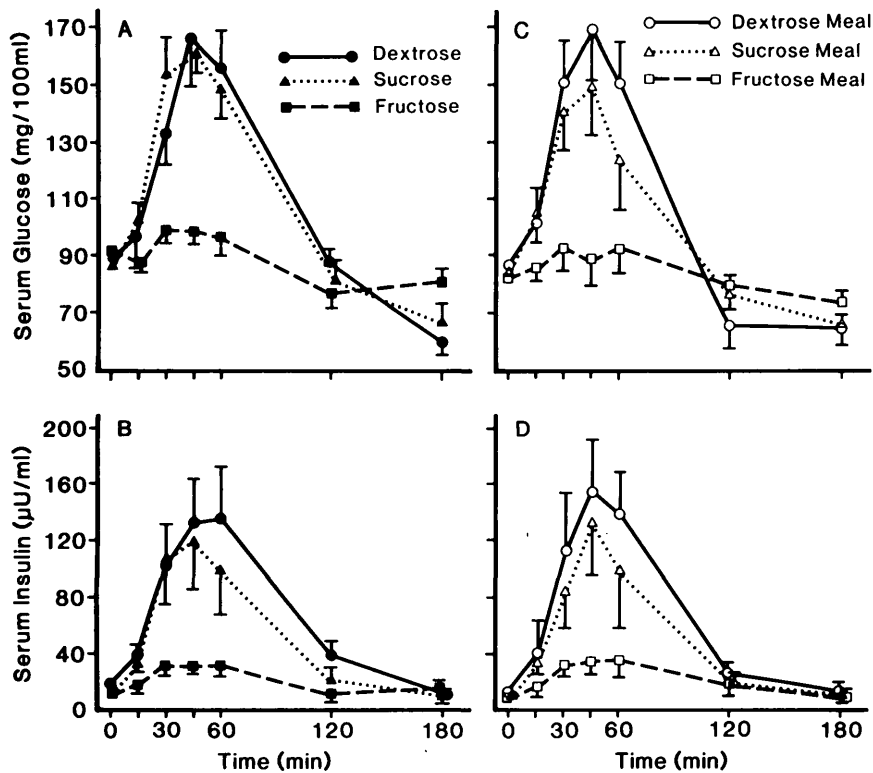 A
Dextrose
Sucrose
Fructose
Serum Glucose (mg/100ml)
170
150
130
110
90
70
50
C
Dextrose Meal
Sucrose Meal
Fructose Meal
B
Serum Insulin (μU/ml)
200
160
120
80
40
0
0 30 60 120 180
Time (min)
D
0 30 60 120 180
Time (min)